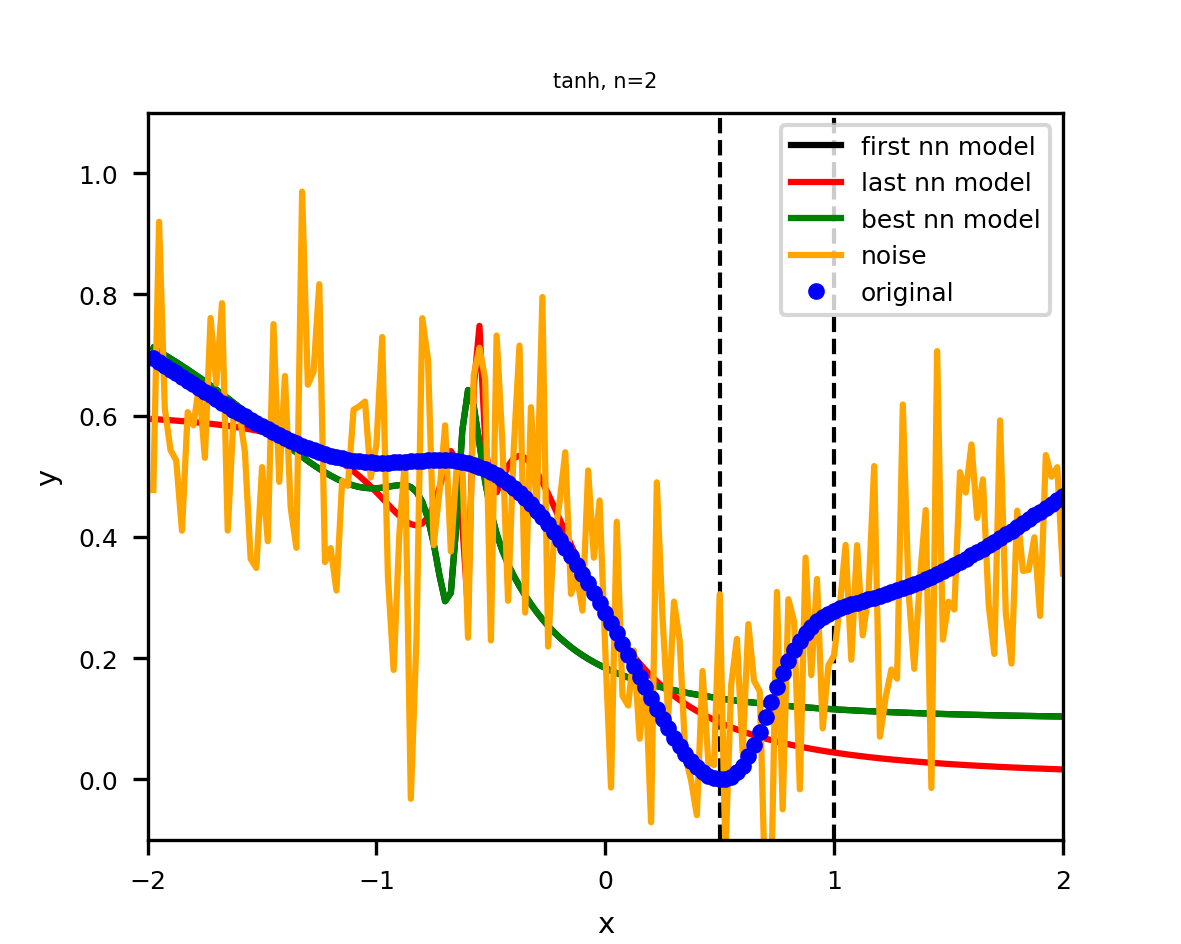 tanh, n=2
first nn model
last nn model
best nn model
noise
original
y
1.0
0.8
0.6
0.4
0.2
0.0
−2 −1 0 1 2
x